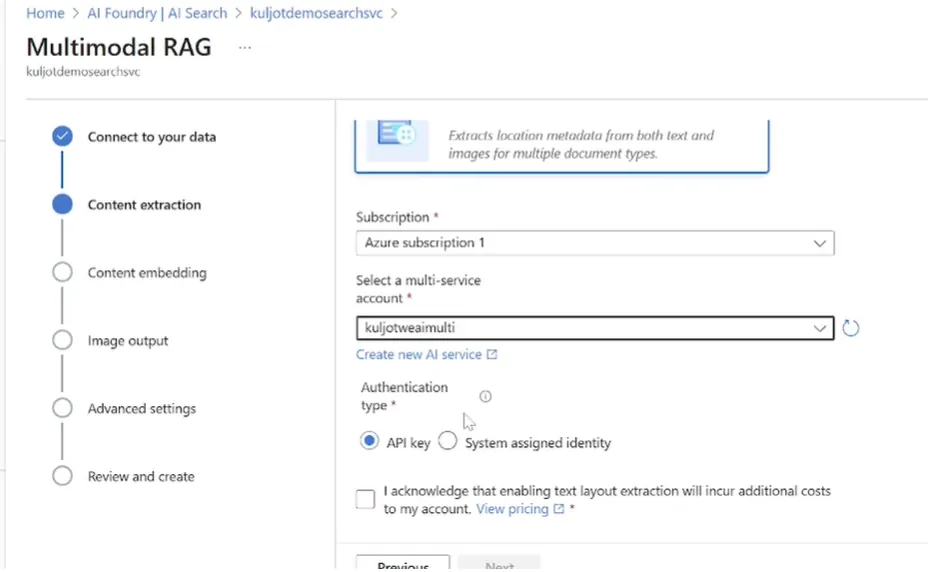 Home > AI Foundry | AI Search > kuljotdemosearchsvc >
Multimodal RAG ...
kuljotdemosearchsvc
Connect to your data
Content extraction
Content embedding
Image output
Advanced settings
Review and create
Extracts location metadata from both text and
images for multiple document types.
Subscription *
Azure subscription 1
Select a multi-service
account *
kuljotweaimulti
Create new AI service
Authentication
type *
API key
System assigned identity
I acknowledge that enabling text layout extraction will incur additional costs
to my account. View pricing *
Previous
Next